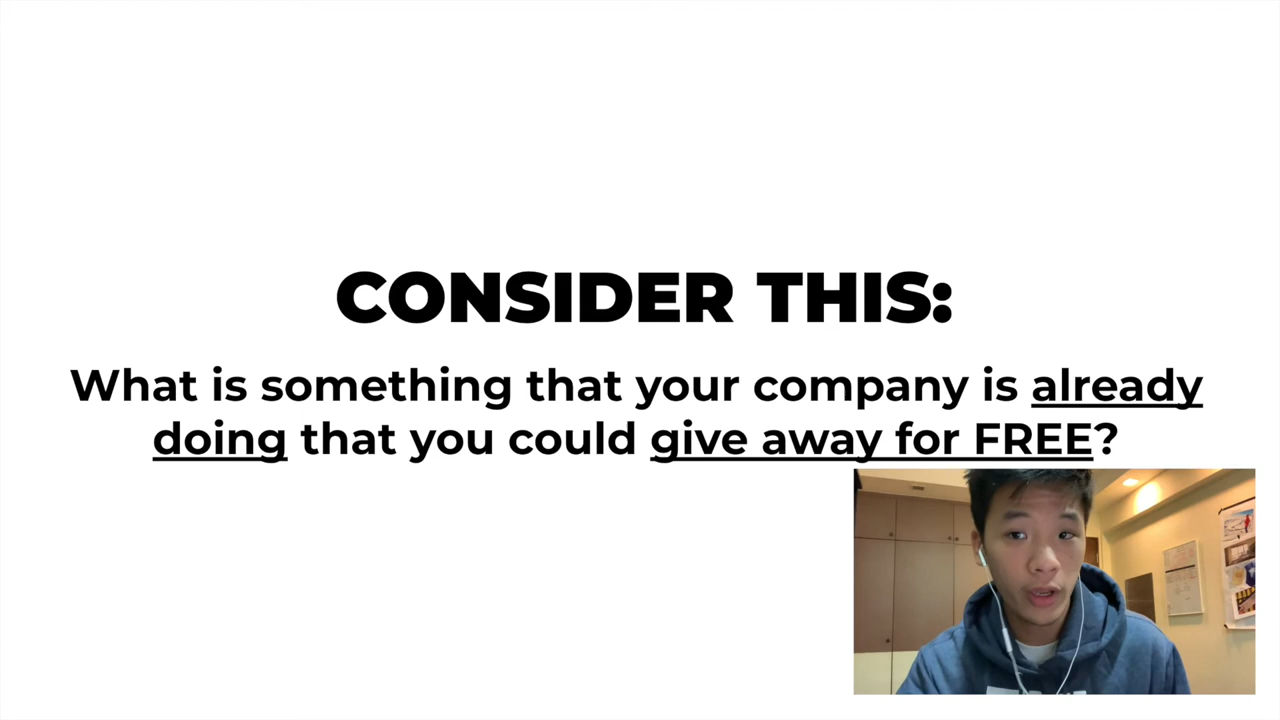 CONSIDER THIS:
What is something that your company is already
doing that you could give away for FREE?